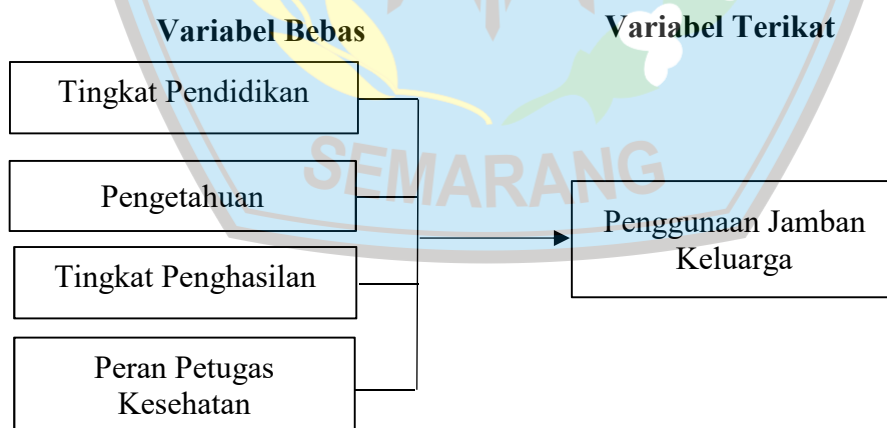 Variabel Bebas
Variabel Terikat
Tingkat Pendidikan
SEMARANG
Pengetahuan
Penggunaan Jamban
Keluarga
Tingkat Penghasilan
Peran Petugas
Kesehatan